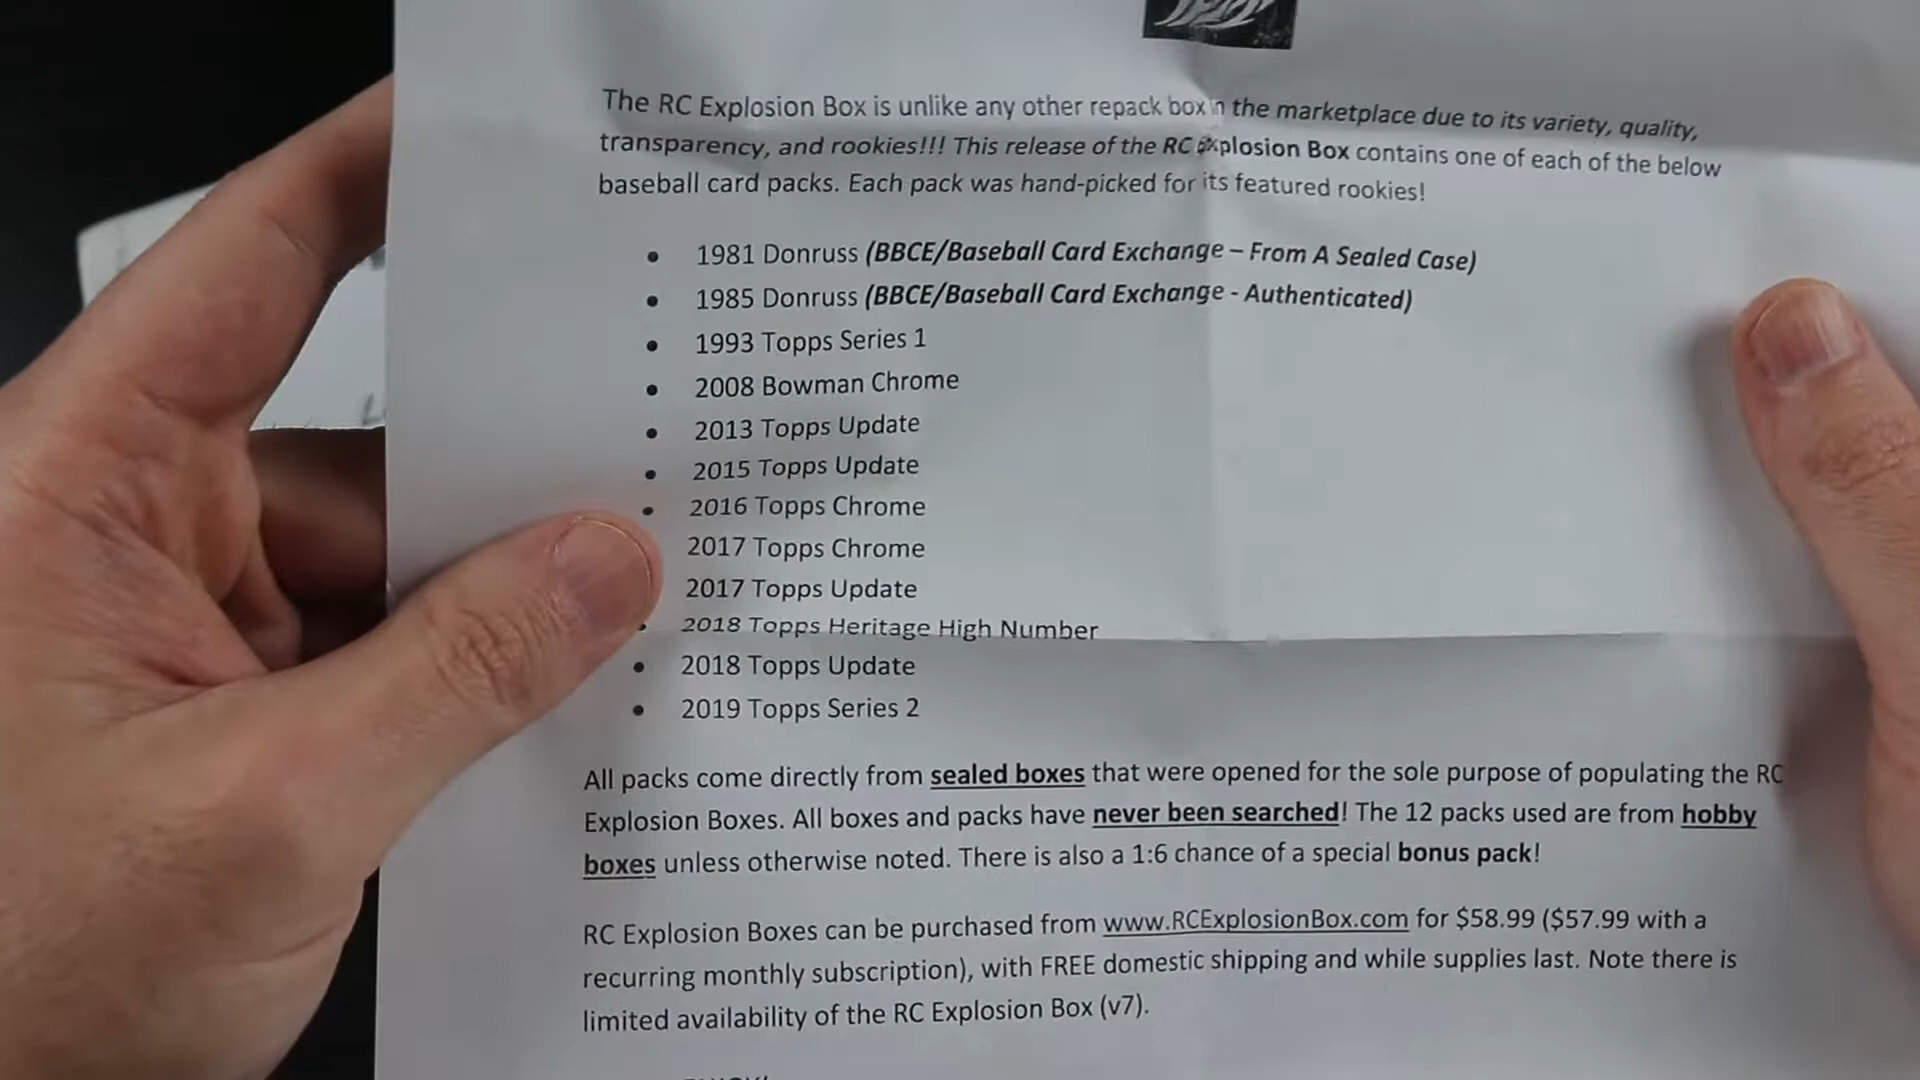 The RC Explosion Box is unlike any other repack box in the marketplace due to its variety, quality,
transparency, and rookies!!! This release of the RC Explosion Box contains one of each of the below
baseball card packs. Each pack was hand-picked for its featured rookies!
• 1981 Donruss (BBCE/Baseball Card Exchange – From A Sealed Case)
• 1985 Donruss (BBCE/Baseball Card Exchange - Authenticated)
• 1993 Topps Series 1
• 2008 Bowman Chrome
• 2013 Topps Update
• 2015 Topps Update
• 2016 Topps Chrome
2017 Topps Chrome
2017 Topps Update
• 2018 Topps Heritage High Number
• 2018 Topps Update
• 2019 Topps Series 2
All packs come directly from sealed boxes that were opened for the sole purpose of populating the RC
Explosion Boxes. All boxes and packs have never been searched! The 12 packs used are from hobby
boxes unless otherwise noted. There is also a 1:6 chance of a special bonus pack!
RC Explosion Boxes can be purchased from www.RCExplosionBox.com for $58.99 ($57.99 with a
recurring monthly subscription), with FREE domestic shipping and while supplies last. Note there is
limited availability of the RC Explosion Box (v7).